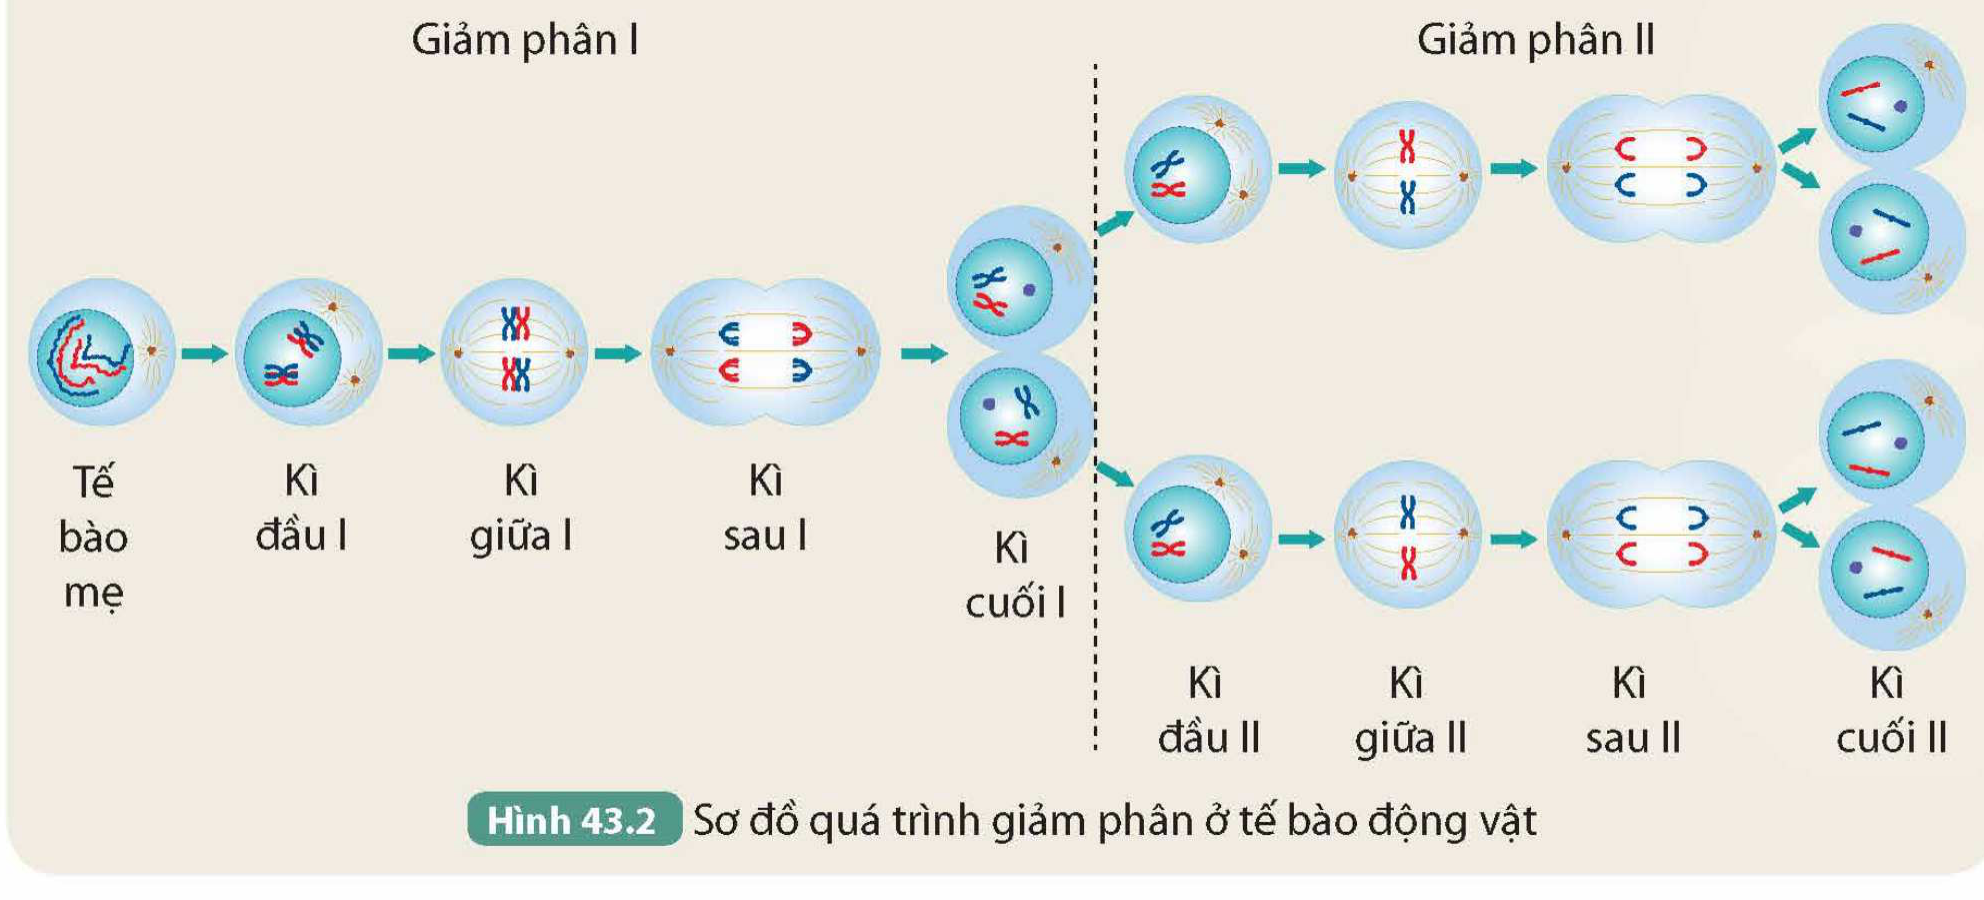 Giảm phân I
Giảm phân II
Tế
bào
mẹ
Kì
đầu I
Kì
giữa I
Kì
sau I
Kì
cuối I
Kì
đầu II
Kì
giữa II
Kì
sau II
Kì
cuối II
Hình 43.2 Sơ đồ quá trình giảm phân ở tế bào động vật